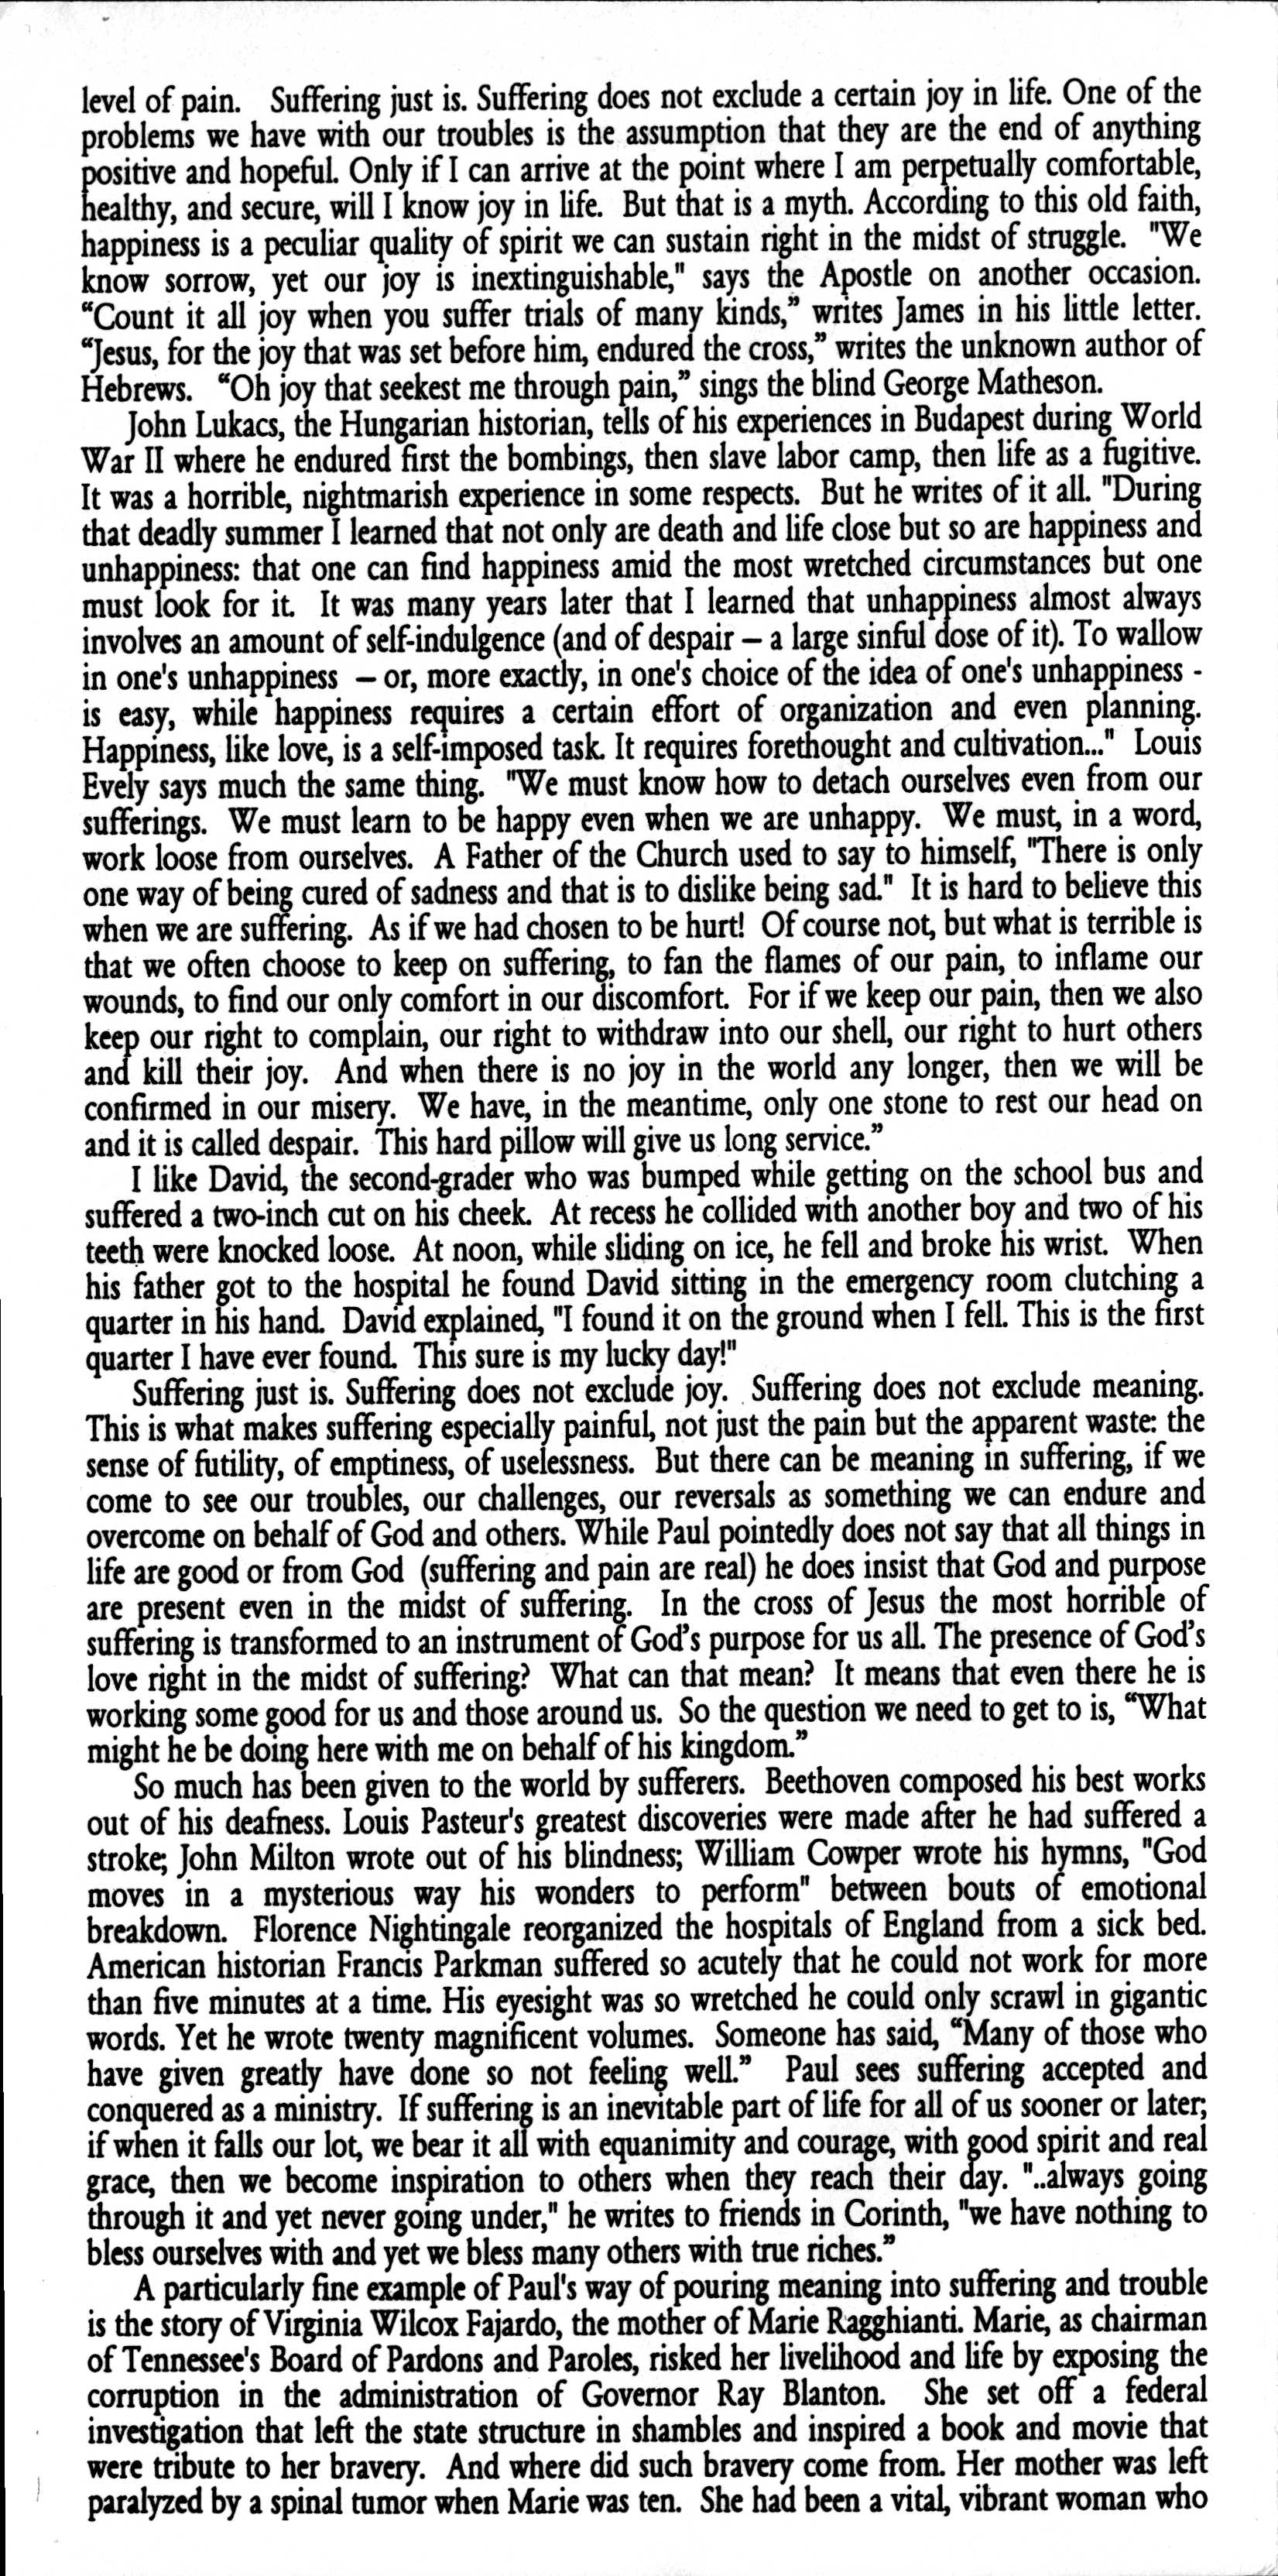 level of pain. Suffering just is. Suffering does not exclude a certain joy in life. One of the
problems we have with our troubles is the assumption that they are the end of anything
positive and hopeful. Only if I can arrive at the point where I am perpetually comfortable,
healthy, and secure, will I know joy in life. But that is a myth. According to this old faith,
happiness is a peculiar quality of spirit we can sustain right in the midst of struggle. "We
know sorrow, yet our joy is inextinguishable," says the Apostle on another occasion.
“Count it all joy when you suffer trials of many kinds,” writes James in his little letter.
“Jesus, for the joy that was set before him, endured the cross,” writes the unknown author of
Hebrews. “Oh joy that seekest me through pain,” sings the blind George Matheson.
John Lukacs, the Hungarian historian, tells of his experiences in Budapest during World
War II where he endured first the bombings, then slave labor camp, then life as a fugitive.
It was a horrible, nightmarish experience in some respects. But he writes of it all. "During
that deadly summer I learned that not only are death and life close but so are happiness and
unhappiness: that one can find happiness amid the most wretched circumstances but one
must look for it. It was many years later that I learned that unhappiness almost always
involves an amount of self-indulgence (and of despair – a large sinful dose of it). To wallow
in one's unhappiness – or, more exactly, in one's choice of the idea of one's unhappiness -
is easy, while happiness requires a certain effort of organization and even planning.
Happiness, like love, is a self-imposed task. It requires forethought and cultivation..." Louis
Evely says much the same thing. "We must know how to detach ourselves even from our
sufferings. We must learn to be happy even when we are unhappy. We must, in a word,
work loose from ourselves. A Father of the Church used to say to himself, "There is only
one way of being cured of sadness and that is to dislike being sad." It is hard to believe this
when we are suffering. As if we had chosen to be hurt! Of course not, but what is terrible is
that we often choose to keep on suffering, to fan the flames of our pain, to inflame our
wounds, to find our only comfort in our discomfort. For if we keep our pain, then we also
keep our right to complain, our right to withdraw into our shell, our right to hurt others
and kill their joy. And when there is no joy in the world any longer, then we will be
confirmed in our misery. We have, in the meantime, only one stone to rest our head on
and it is called despair. This hard pillow will give us long service.”
I like David, the second-grader who was bumped while getting on the school bus and
suffered a two-inch cut on his cheek. At recess he collided with another boy and two of his
teeth were knocked loose. At noon, while sliding on ice, he fell and broke his wrist. When
his father got to the hospital he found David sitting in the emergency room clutching a
quarter in his hand. David explained, "I found it on the ground when I fell. This is the first
quarter I have ever found. This sure is my lucky day!"
Suffering just is. Suffering does not exclude joy. Suffering does not exclude meaning.
This is what makes suffering especially painful, not just the pain but the apparent waste: the
sense of futility, of emptiness, of uselessness. But there can be meaning in suffering, if we
come to see our troubles, our challenges, our reversals as something we can endure and
overcome on behalf of God and others. While Paul pointedly does not say that all things in
life are good or from God (suffering and pain are real) he does insist that God and purpose
are present even in the midst of suffering. In the cross of Jesus the most horrible of
suffering is transformed to an instrument of God’s purpose for us all. The presence of God’s
love right in the midst of suffering? What can that mean? It means that even there he is
working some good for us and those around us. So the question we need to get to is, “What
might he be doing here with me on behalf of his kingdom.”
So much has been given to the world by sufferers. Beethoven composed his best works
out of his deafness. Louis Pasteur's greatest discoveries were made after he had suffered a
stroke; John Milton wrote out of his blindness; William Cowper wrote his hymns, "God
moves in a mysterious way his wonders to perform" between bouts of emotional
breakdown. Florence Nightingale reorganized the hospitals of England from a sick bed.
American historian Francis Parkman suffered so acutely that he could not work for more
than five minutes at a time. His eyesight was so wretched he could only scrawl in gigantic
words. Yet he wrote twenty magnificent volumes. Someone has said, “Many of those who
have given greatly have done so not feeling well.” Paul sees suffering accepted and
conquered as a ministry. If suffering is an inevitable part of life for all of us sooner or later;
if when it falls our lot, we bear it all with equanimity and courage, with good spirit and real
grace, then we become inspiration to others when they reach their day. "..always going
through it and yet never going under," he writes to friends in Corinth, "we have nothing to
bless ourselves with and yet we bless many others with true riches.”
A particularly fine example of Paul's way of pouring meaning into suffering and trouble
is the story of Virginia Wilcox Fajardo, the mother of Marie Ragghianti. Marie, as chairman
of Tennessee's Board of Pardons and Paroles, risked her livelihood and life by exposing the
corruption in the administration of Governor Ray Blanton. She set off a federal
investigation that left the state structure in shambles and inspired a book and movie that
were tribute to her bravery. And where did such bravery come from. Her mother was left
paralyzed by a spinal tumor when Marie was ten. She had been a vital, vibrant woman who